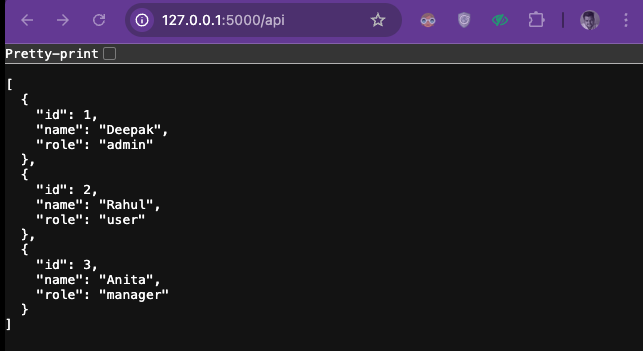 127.0.0.1:5000/api
Pretty-print
[
  {
    "id": 1,
    "name": "Deepak",
    "role": "admin"
  },
  {
    "id": 2,
    "name": "Rahul",
    "role": "user"
  },
  {
    "id": 3,
    "name": "Anita",
    "role": "manager"
  }
]